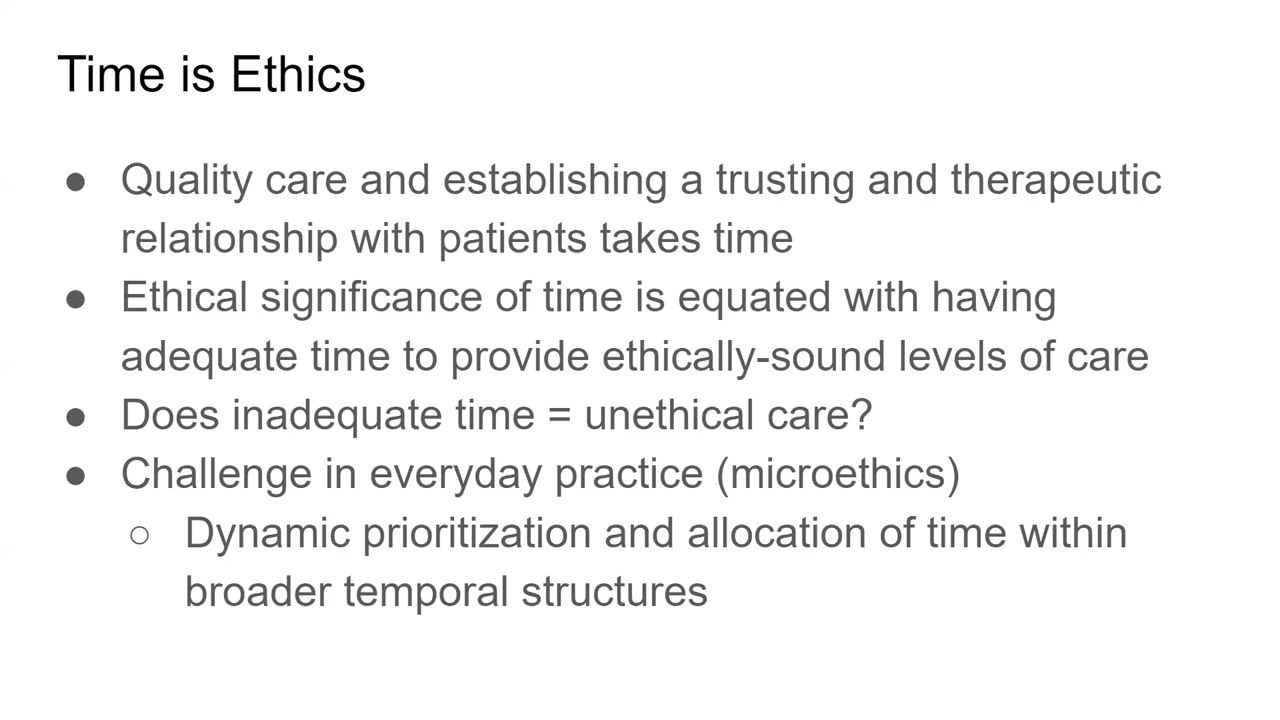 Time is Ethics
● Quality care and establishing a trusting and therapeutic
relationship with patients takes time
● Ethical significance of time is equated with having
adequate time to provide ethically-sound levels of care
● Does inadequate time = unethical care?
● Challenge in everyday practice (microethics)
○ Dynamic prioritization and allocation of time within
broader temporal structures